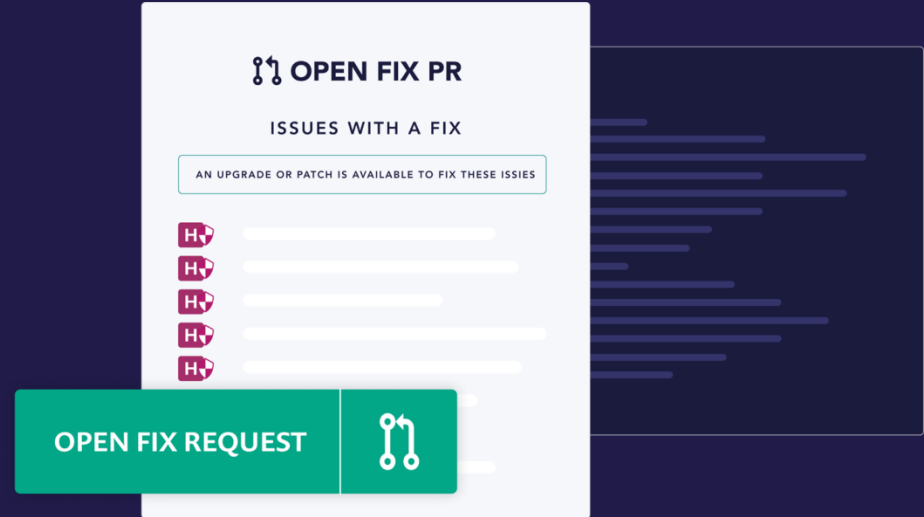 OPEN FIX PR
ISSUES WITH A FIX
AN UPGRADE OR PATCH IS AVAILABLE TO FIX THESE ISSIES
H
H
H
H
H
OPEN FIX REQUEST